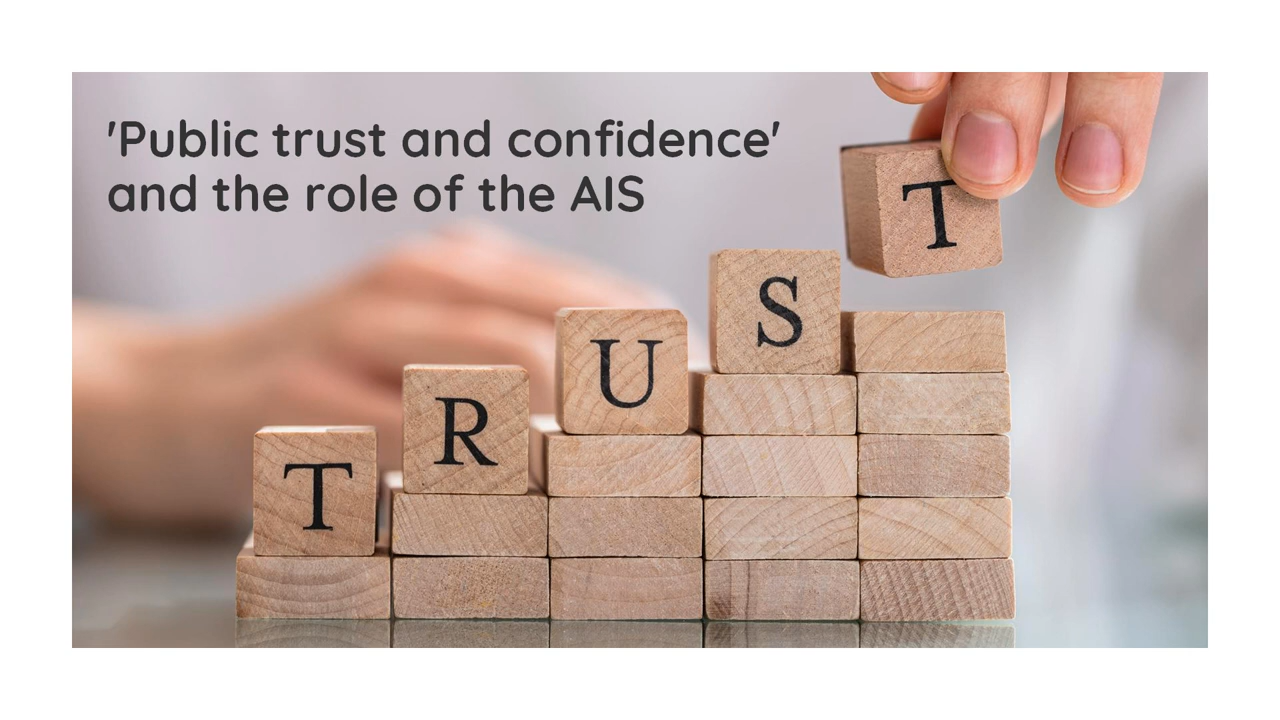 'Public trust and confidence'
and the role of the AIS
T R U S T